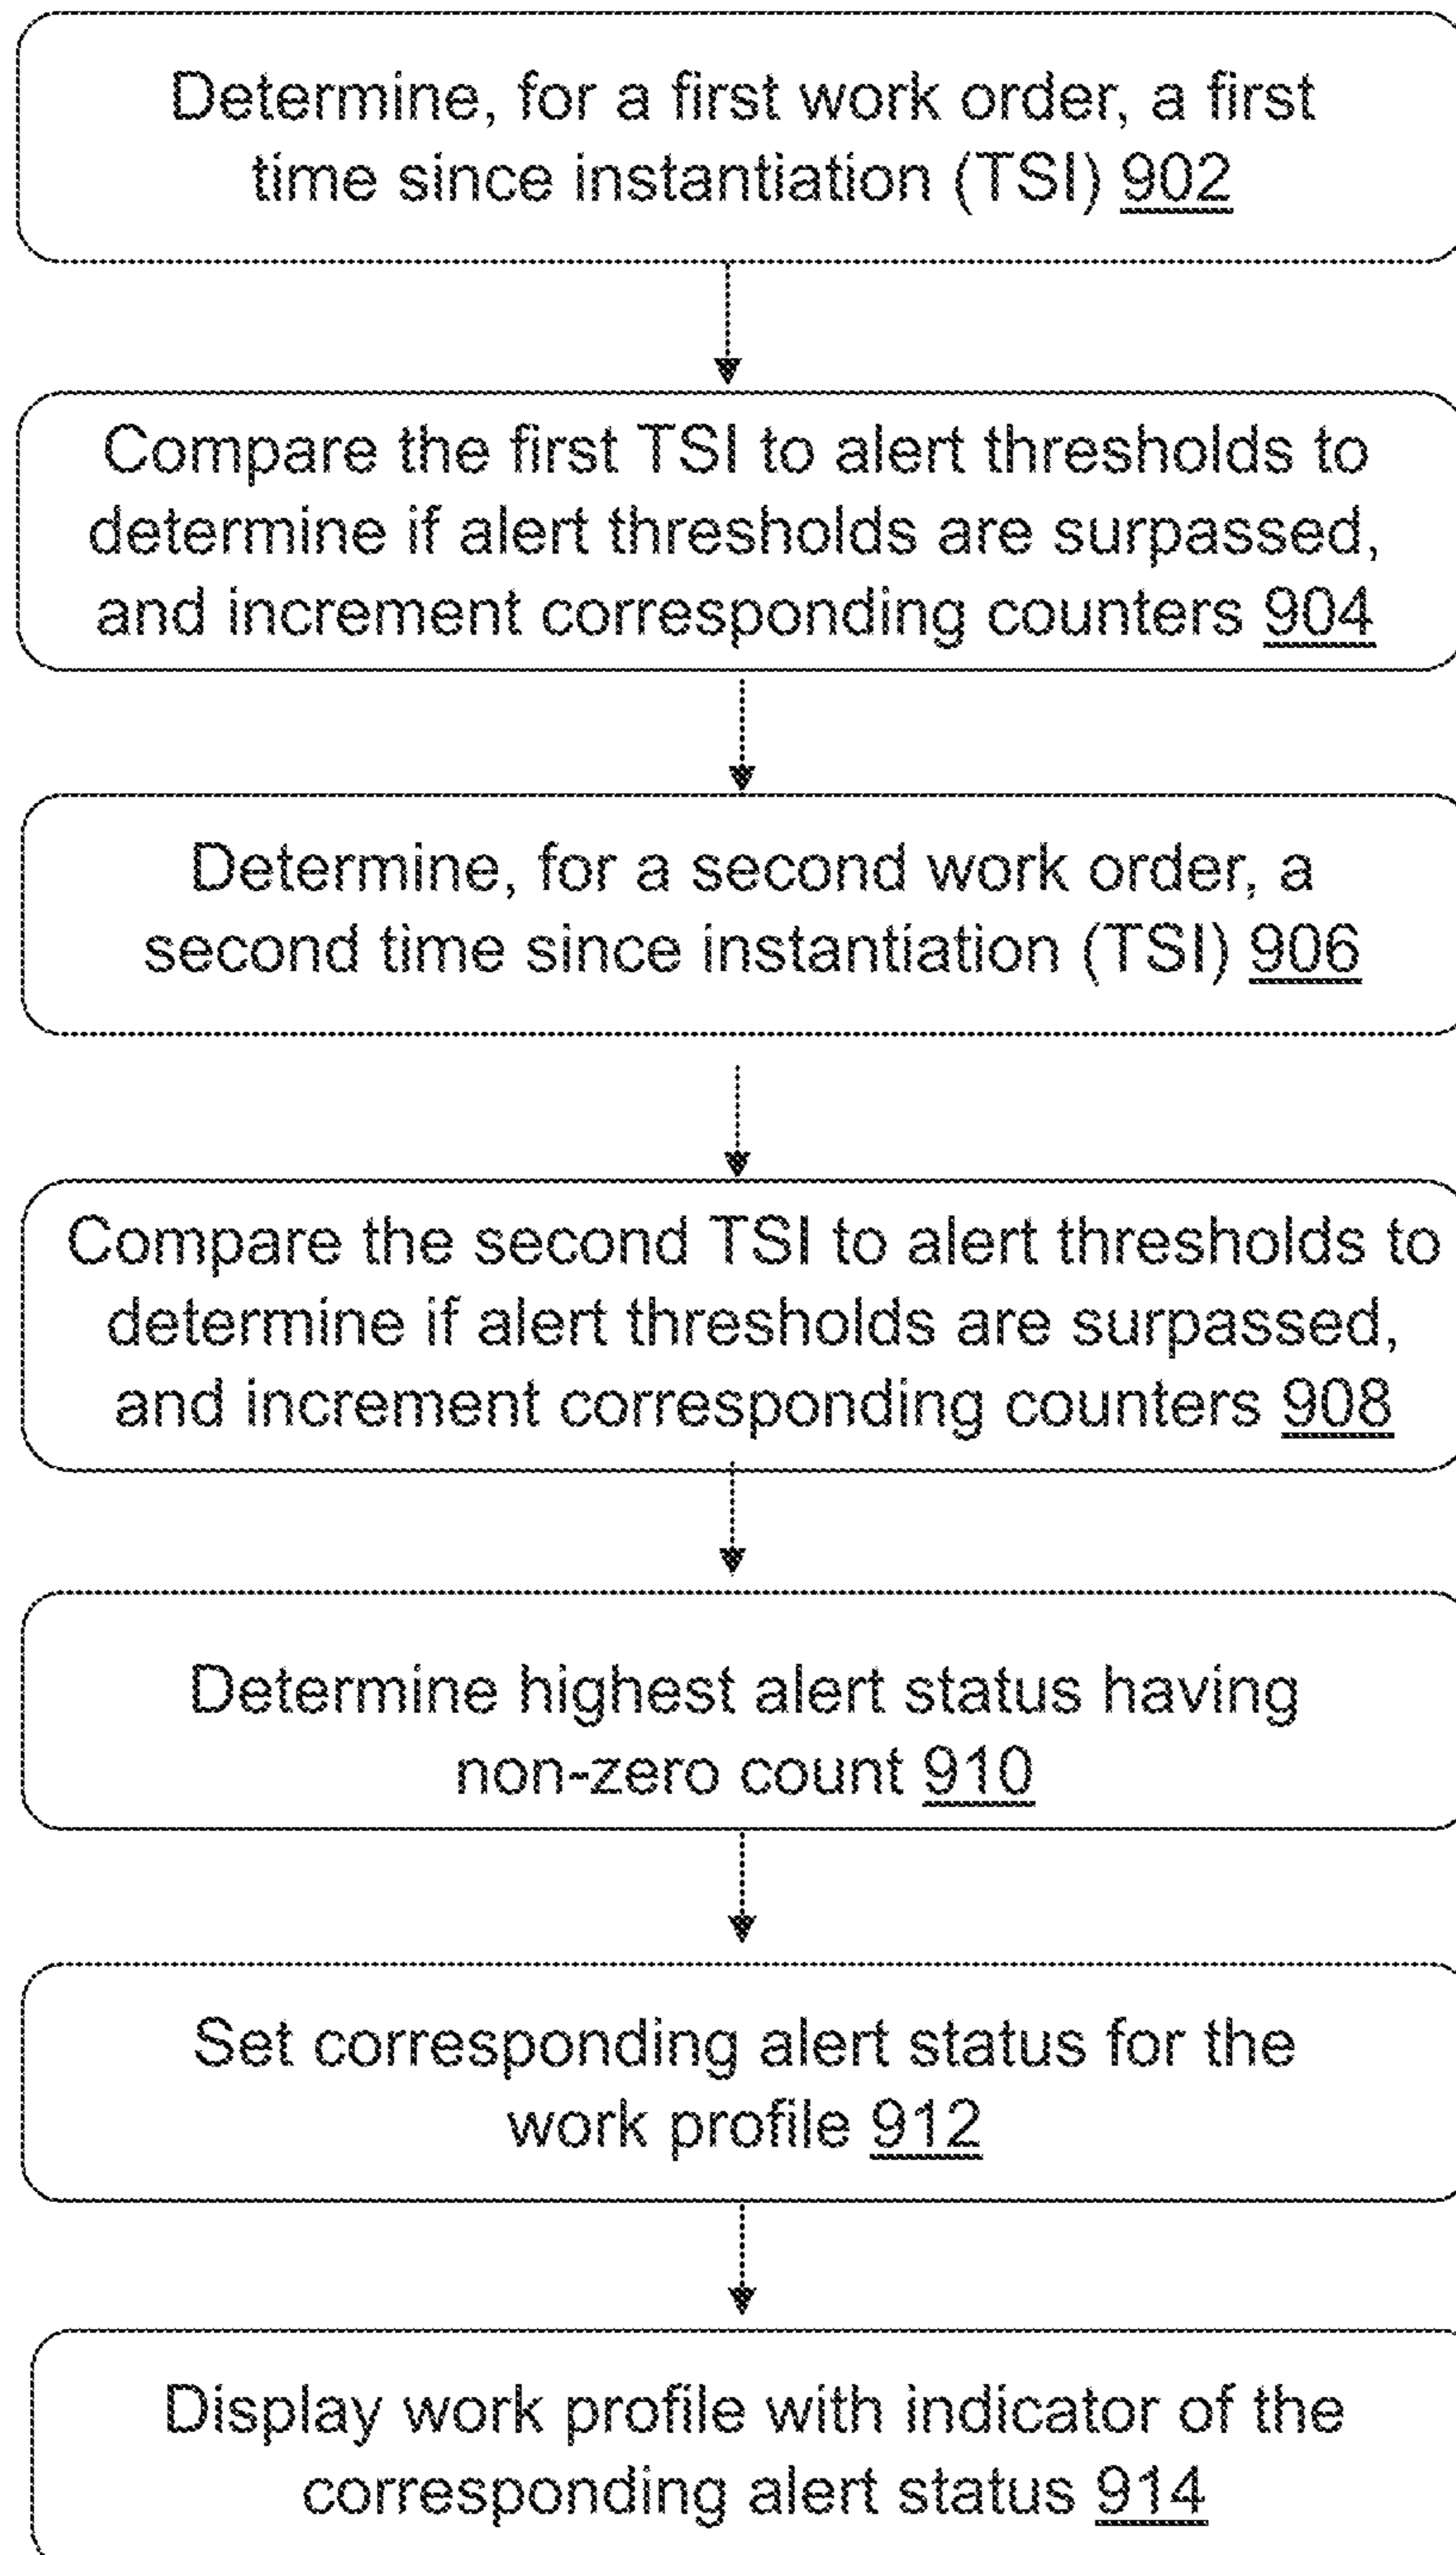 Determine, for a first work order, a first
time since instantiation (TSI) 902
Compare the first TSI to alert thresholds to
determine if alert thresholds are surpassed,
and increment corresponding counters 904
Determine, for a second work order, a
second time since instantiation (TSI) 906
Compare the second TSI to alert thresholds to
determine if alert thresholds are surpassed,
and increment corresponding counters 908
Determine highest alert status having
non-zero count 910
Set corresponding alert status for the
work profile 912
Display work profile with indicator of the
corresponding alert status 914